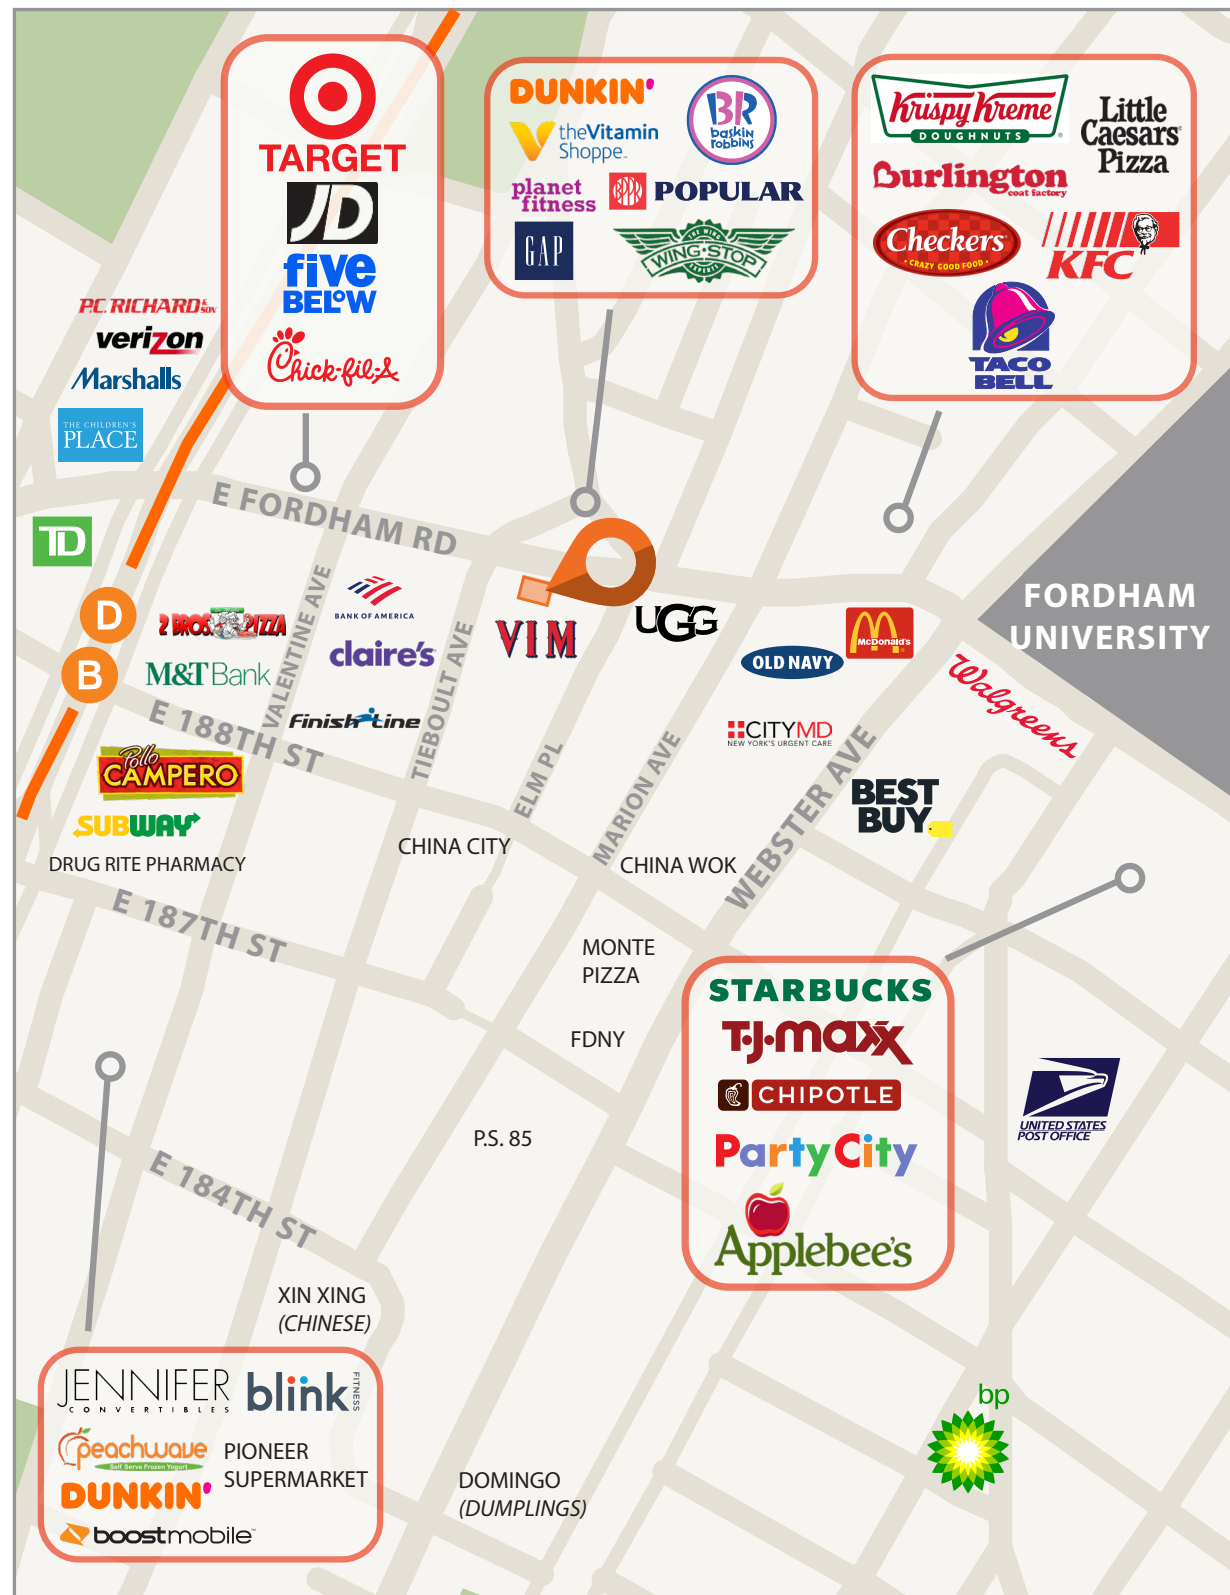 TARGET
JD
five
BELOW
Chick-fil-A
DUNKIN'
theVitamin
Shoppe
BR
baskin
robbins
planet
fitness
POPULAR
GAP
THE WING
WING·STOP
EXPERTS
Krispy Kreme
DOUGHNUTS
Little
Caesars
Pizza
Burlington
coat factory
Checkers
• CRAZY GOOD FOOD •
KFC
TACO
BELL
P.C. RICHARD & SON
verizon
Marshalls
THE CHILDREN'S
PLACE
TD
E FORDHAM RD
D
B
2 BROS. PIZZA
M&T Bank
VALENTINE AVE
BANK OF AMERICA
claire's
Finish Line
TIEBOULT AVE
VIM
UGG
McDonald's
OLD NAVY
FORDHAM
UNIVERSITY
Walgreens
CITYMD
NEW YORK'S URGENT CARE
E 188TH ST
ELM PL
MARION AVE
WEBSTER AVE
BEST
BUY
Pollo
CAMPERO
SUBWAY
DRUG RITE PHARMACY
CHINA CITY
CHINA WOK
E 187TH ST
MONTE
PIZZA
FDNY
STARBUCKS
T·J·maxx
CHIPOTLE
Party City
Applebee's
UNITED STATES
POST OFFICE
P.S. 85
E 184TH ST
XIN XING
(CHINESE)
JENNIFER
CONVERTIBLES
blink
FITNESS
peachwave
Self Serve Frozen Yogurt
PIONEER
SUPERMARKET
DUNKIN'
boostmobile
DOMINGO
(DUMPLINGS)
bp